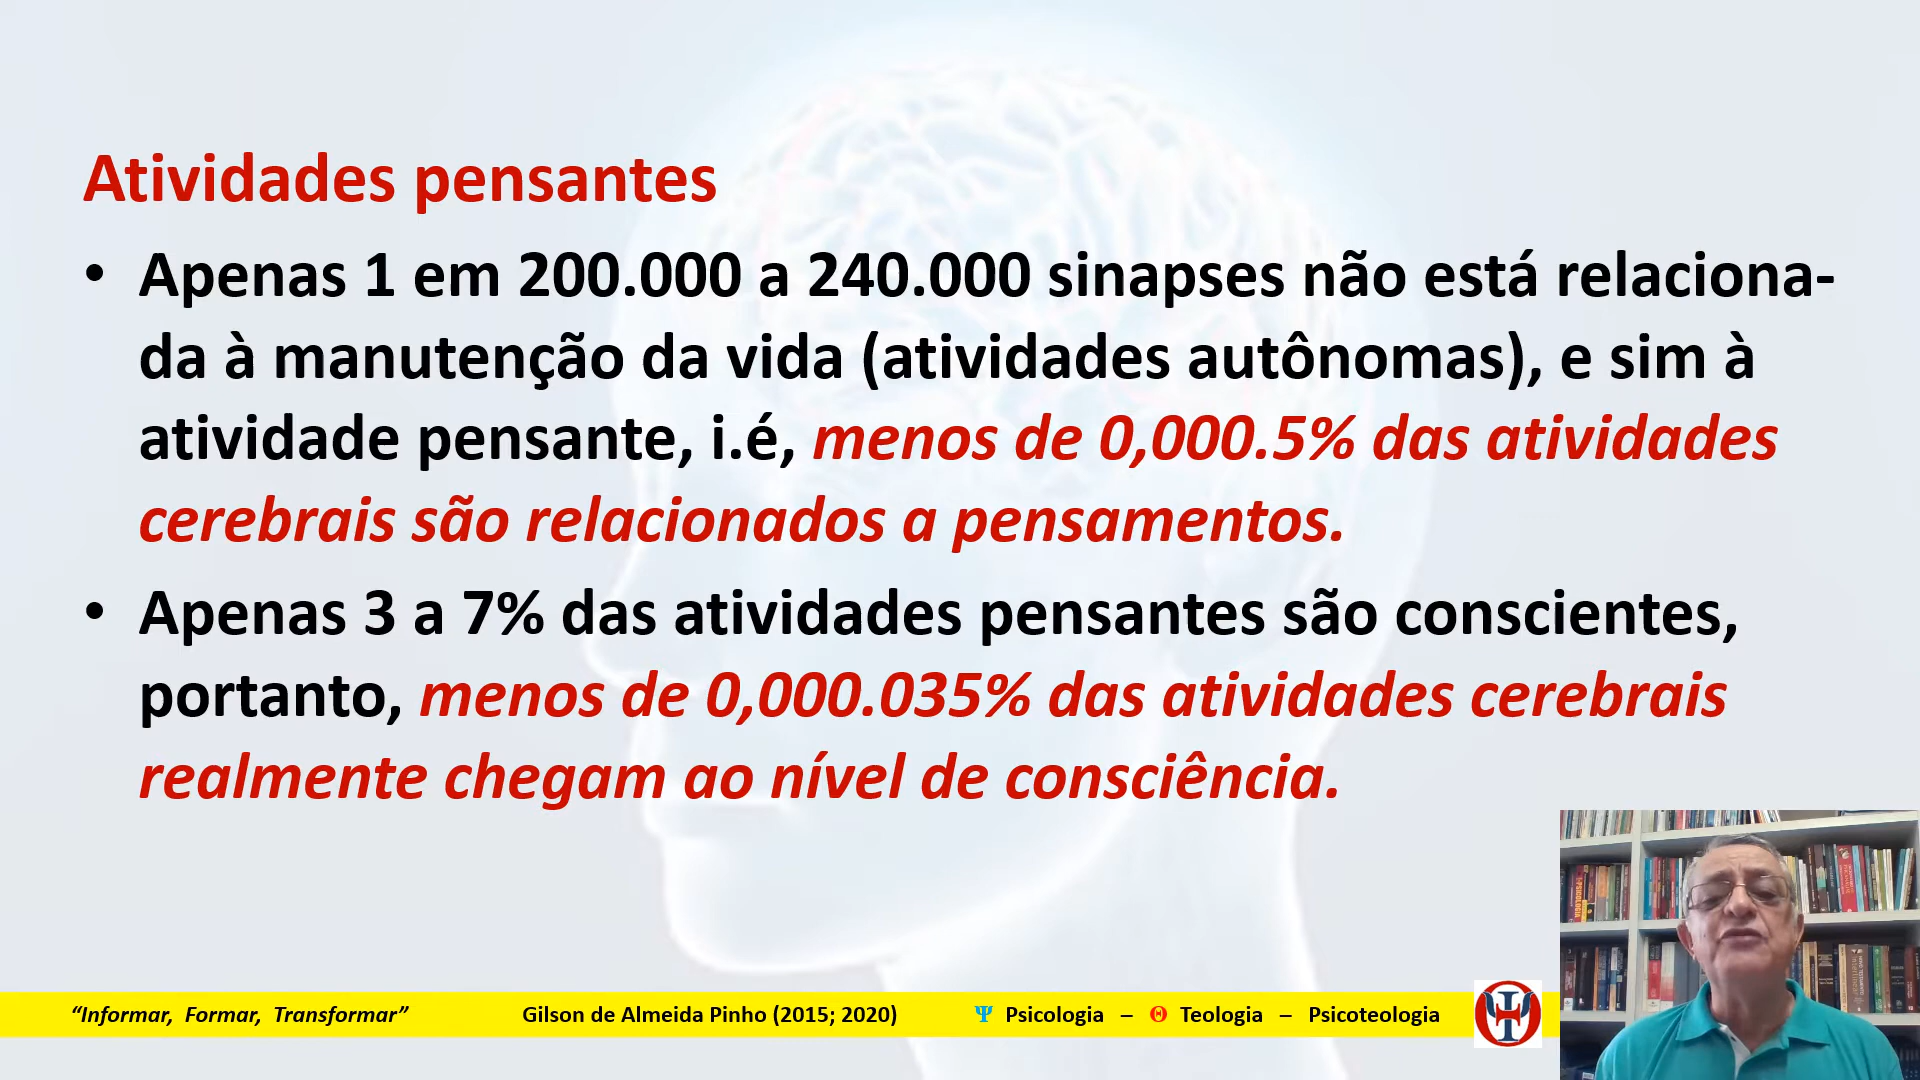 Atividades pensantes
• Apenas 1 em 200.000 a 240.000 sinapses não está relaciona-
da à manutenção da vida (atividades autônomas), e sim à
atividade pensante, i.é, menos de 0,000.5% das atividades
cerebrais são relacionados a pensamentos.
• Apenas 3 a 7% das atividades pensantes são conscientes,
portanto, menos de 0,000.035% das atividades cerebrais
realmente chegam ao nível de consciência.
“Informar, Formar, Transformar” Gilson de Almeida Pinho (2015; 2020) Ψ Psicologia – Θ Teologia – Psicoteologia
PSICOLOGIA